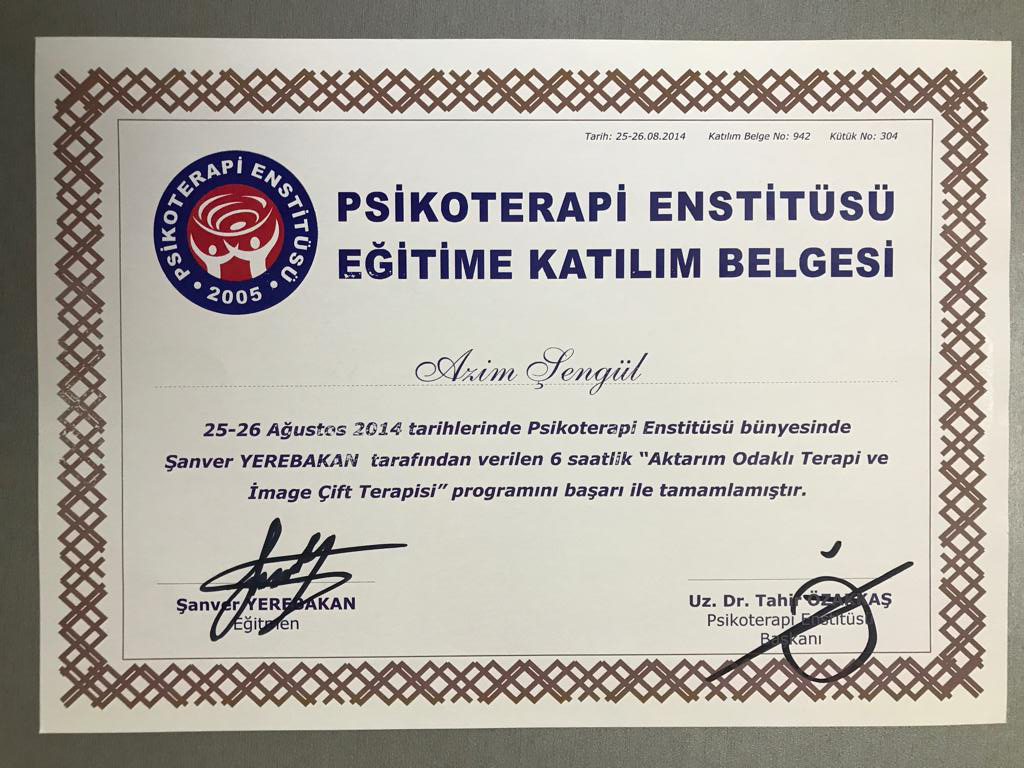 Tarih: 25-26.08.2014 Katılım Belge No: 942 Kütük No: 304
PSİKOTERAPİ ENSTİTÜSÜ
• 2005 •
PSİKOTERAPİ ENSTİTÜSÜ
EĞİTİME KATILIM BELGESİ
Azim Şengül
25-26 Ağustos 2014 tarihlerinde Psikoterapi Enstitüsü bünyesinde
Şanver YEREBAKAN tarafından verilen 6 saatlik “Aktarım Odaklı Terapi ve
İmage Çift Terapisi” programını başarı ile tamamlamıştır.
Şanver YEREBAKAN
Eğitmen
Uz. Dr. Tahir ÖZAKKAŞ
Psikoterapi Enstitüsü
Başkanı